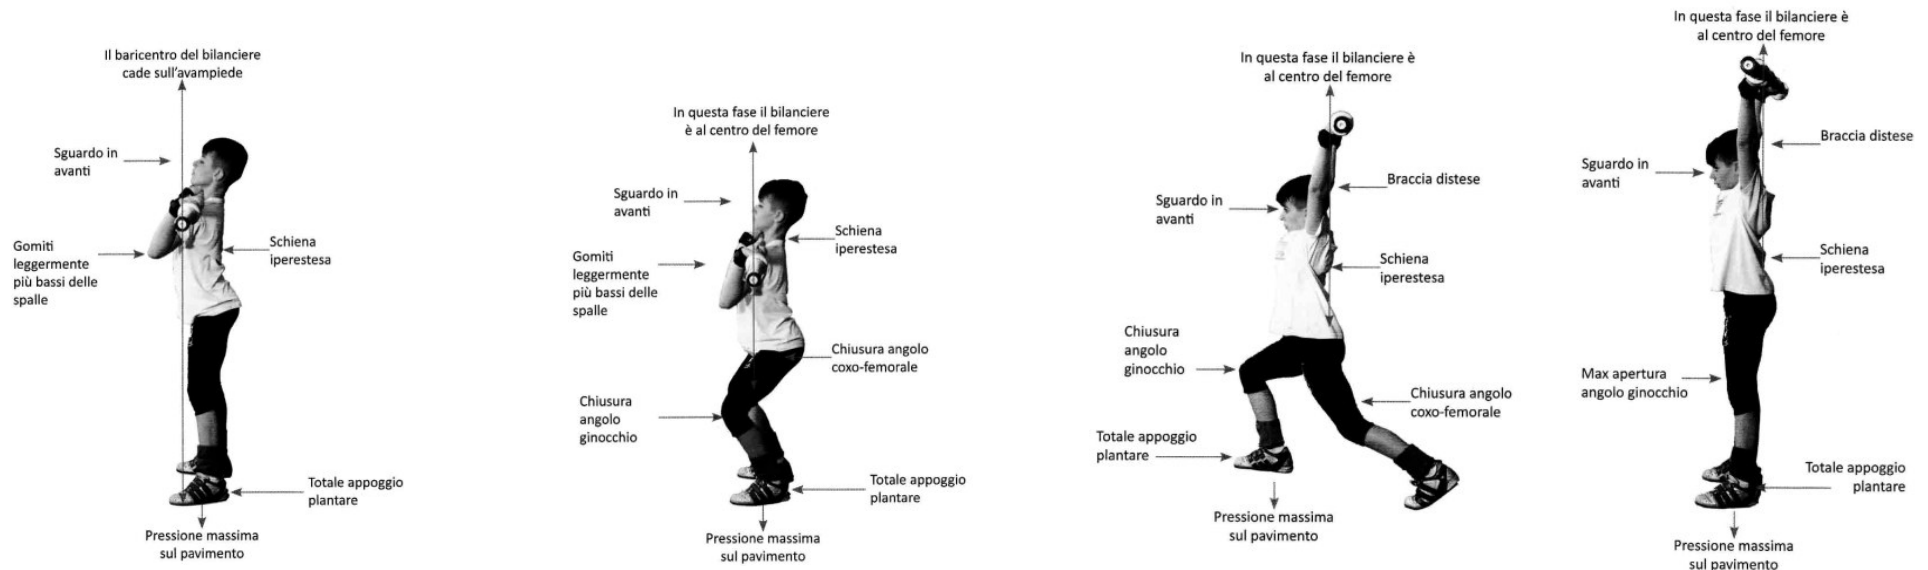 Il baricentro del bilanciere
cade sull'avampiede
Sguardo in
avanti
Gomiti
leggermente
più bassi delle
spalle
Schiena
iperestesa
Totale appoggio
plantare
Pressione massima
sul pavimento
In questa fase il bilanciere
è al centro del femore
Sguardo in
avanti
Gomiti
leggermente
più bassi delle
spalle
Schiena
iperestesa
Chiusura angolo
coxo-femorale
Chiusura
angolo
ginocchio
Totale appoggio
plantare
Pressione massima
sul pavimento
In questa fase il bilanciere è
al centro del femore
Braccia distese
Sguardo in
avanti
Schiena
iperestesa
Chiusura
angolo
ginocchio
Chiusura angolo
coxo-femorale
Totale appoggio
plantare
Pressione massima
sul pavimento
In questa fase il bilanciere è
al centro del femore
Braccia distese
Sguardo in
avanti
Schiena
iperestesa
Max apertura
angolo ginocchio
Totale appoggio
plantare
Pressione massima
sul pavimento